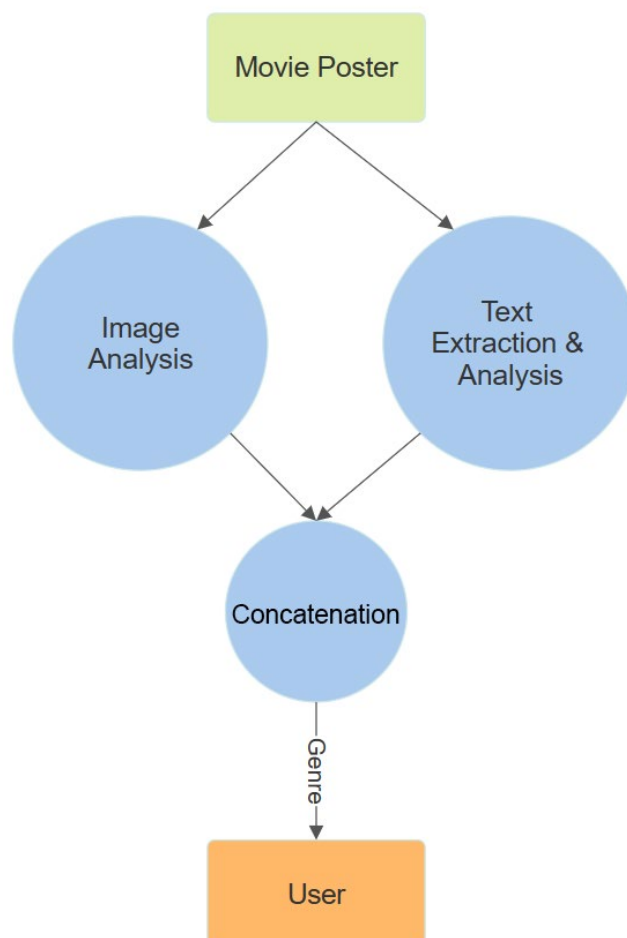 Movie Poster
Image
Analysis
Text
Extraction &
Analysis
Concatenation
Genre
User